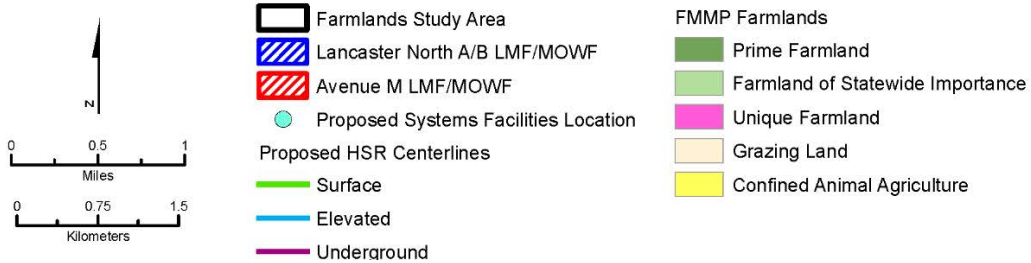 N
0 0.5 1
Miles
0 0.75 1.5
Kilometers
Farmlands Study Area
Lancaster North A/B LMF/MOWF
Avenue M LMF/MOWF
Proposed Systems Facilities Location
Proposed HSR Centerlines
Surface
Elevated
Underground
FMMP Farmlands
Prime Farmland
Farmland of Statewide Importance
Unique Farmland
Grazing Land
Confined Animal Agriculture